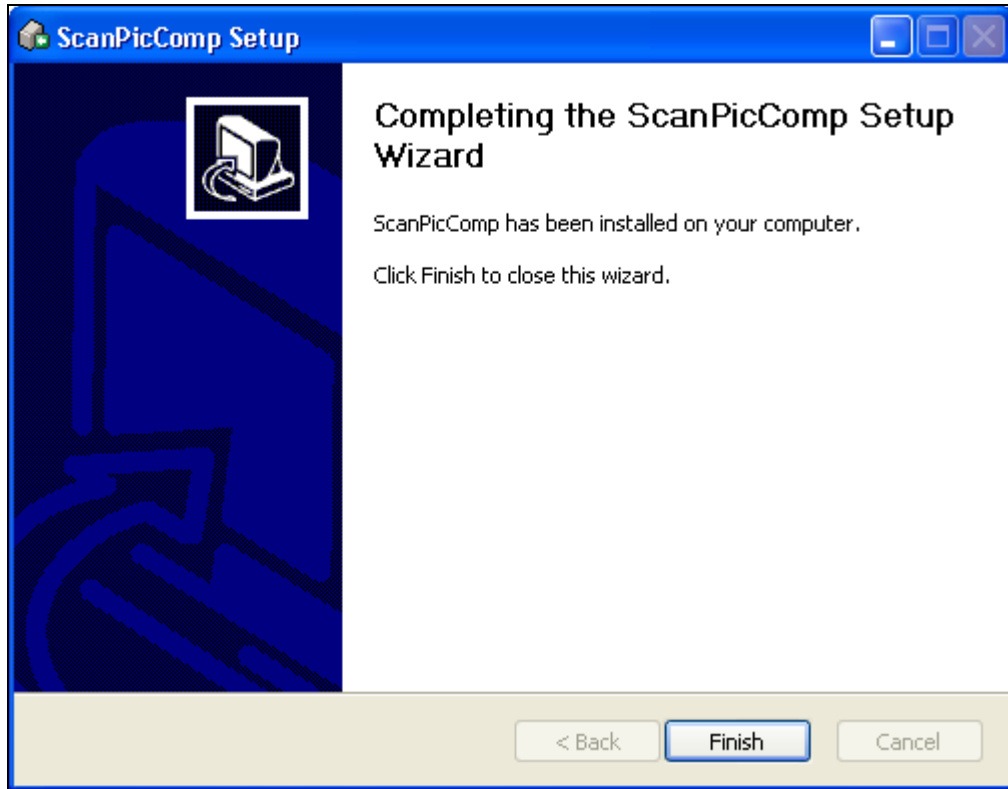 ScanPicComp Setup
Completing the ScanPicComp Setup
Wizard
ScanPicComp has been installed on your computer.
Click Finish to close this wizard.
< Back
Finish
Cancel